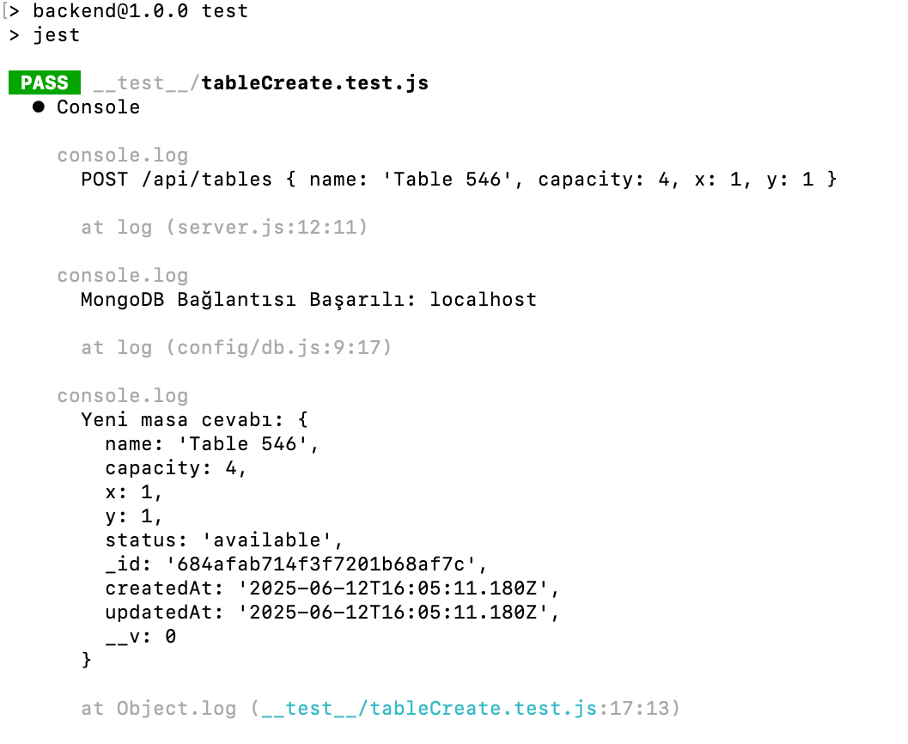 [> backend@1.0.0 test
> jest
PASS __test__/tableCreate.test.js
● Console
console.log
POST /api/tables { name: 'Table 546', capacity: 4, x: 1, y: 1 }
at log (server.js:12:11)
console.log
MongoDB Bağlantısı Başarılı: localhost
at log (config/db.js:9:17)
console.log
Yeni masa cevabı: {
name: 'Table 546',
capacity: 4,
x: 1,
y: 1,
status: 'available',
_id: '684afab714f3f7201b68af7c',
createdAt: '2025-06-12T16:05:11.180Z',
updatedAt: '2025-06-12T16:05:11.180Z',
__v: 0
}
at Object.log (__test__/tableCreate.test.js:17:13)